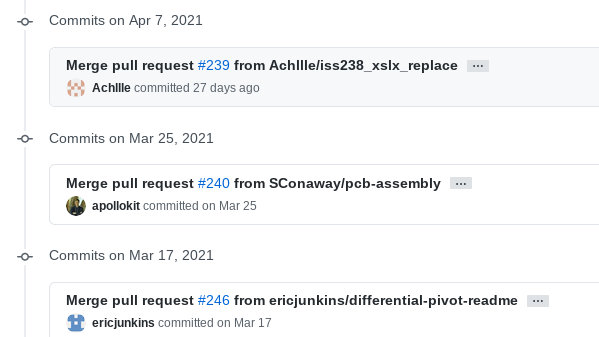 Commits on Apr 7, 2021
Merge pull request #239 from Achllle/iss238_xslx_replace ...
Achllle committed 27 days ago
Commits on Mar 25, 2021
Merge pull request #240 from SConaway/pcb-assembly ...
apollokit committed on Mar 25
Commits on Mar 17, 2021
Merge pull request #246 from ericjunkins/differential-pivot-readme ...
ericjunkins committed on Mar 17